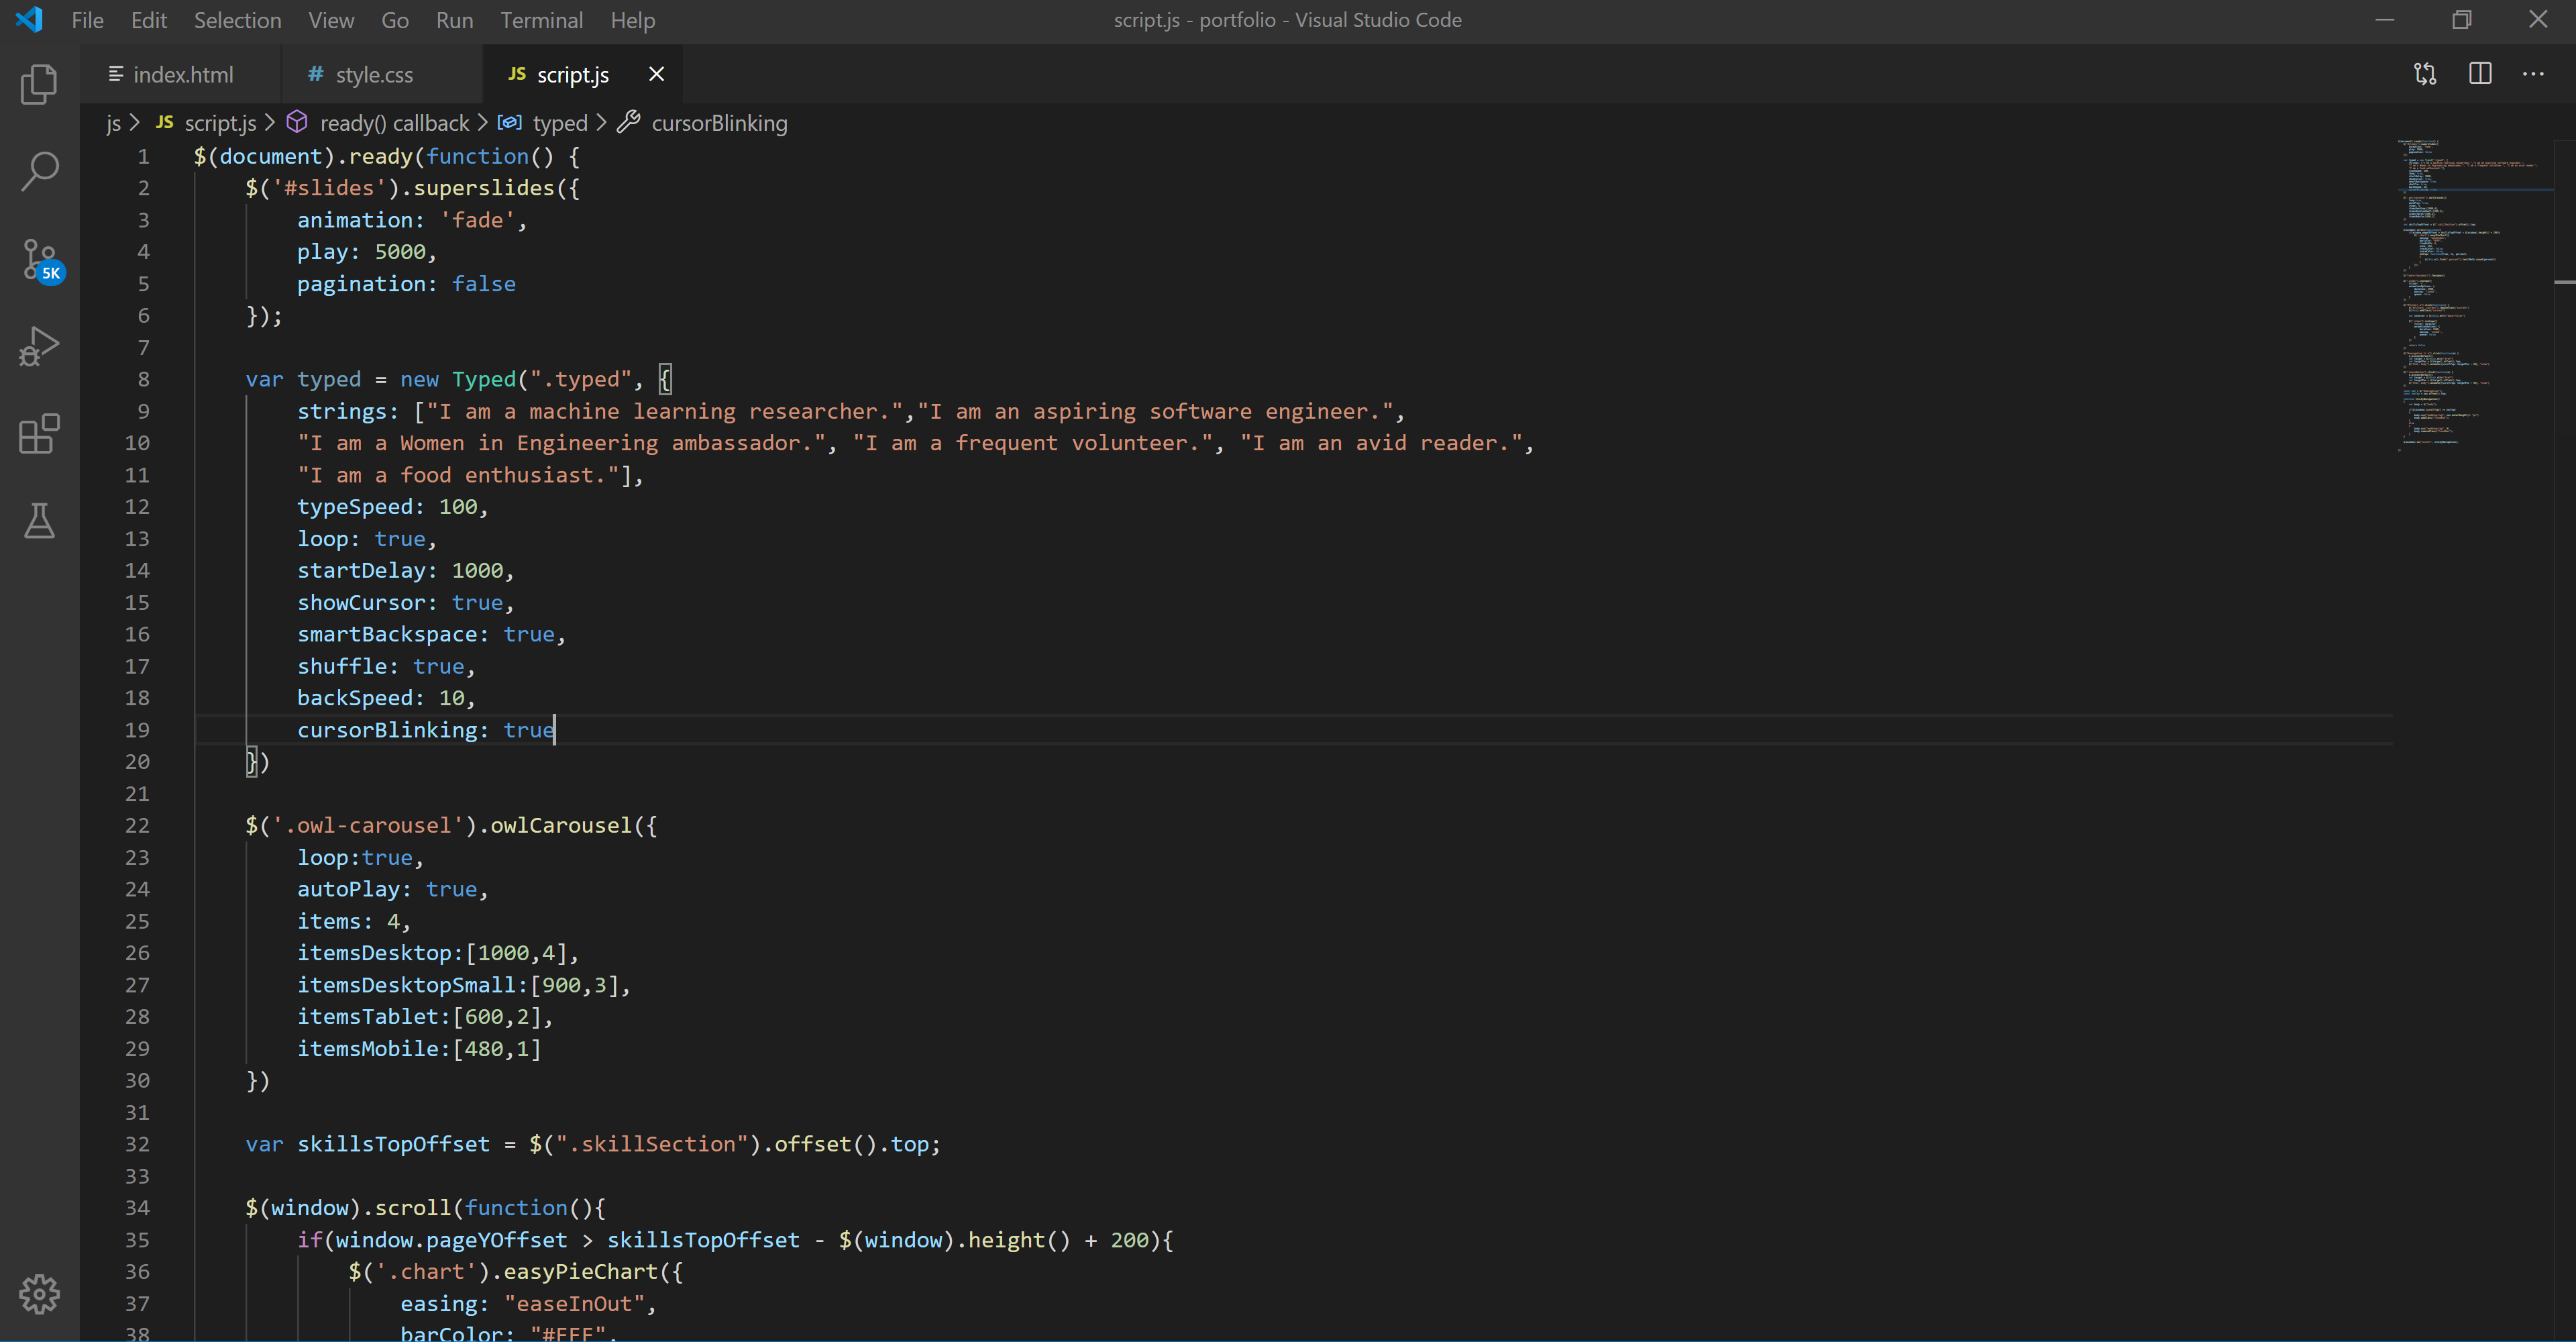 File Edit Selection View Go Run Terminal Help script.js - portfolio - Visual Studio Code
index.html # style.css JS script.js
js > JS script.js > ready() callback > typed > cursorBlinking
5K
1 $(document).ready(function() {
2 $('#slides').superslides({
3 animation: 'fade',
4 play: 5000,
5 pagination: false
6 });
7
8 var typed = new Typed(".typed", {
9 strings: ["I am a machine learning researcher.","I am an aspiring software engineer.",
10 "I am a Women in Engineering ambassador.", "I am a frequent volunteer.", "I am an avid reader.",
11 "I am a food enthusiast."],
12 typeSpeed: 100,
13 loop: true,
14 startDelay: 1000,
15 showCursor: true,
16 smartBackspace: true,
17 shuffle: true,
18 backSpeed: 10,
19 cursorBlinking: true
20 })
21
22 $('.owl-carousel').owlCarousel({
23 loop:true,
24 autoPlay: true,
25 items: 4,
26 itemsDesktop:[1000,4],
27 itemsDesktopSmall:[900,3],
28 itemsTablet:[600,2],
29 itemsMobile:[480,1]
30 })
31
32 var skillsTopOffset = $(".skillSection").offset().top;
33
34 $(window).scroll(function(){
35 if(window.pageYOffset > skillsTopOffset - $(window).height() + 200){
36 $('.chart').easyPieChart({
37 easing: "easeInOut",
38 barColor: "#FFF",